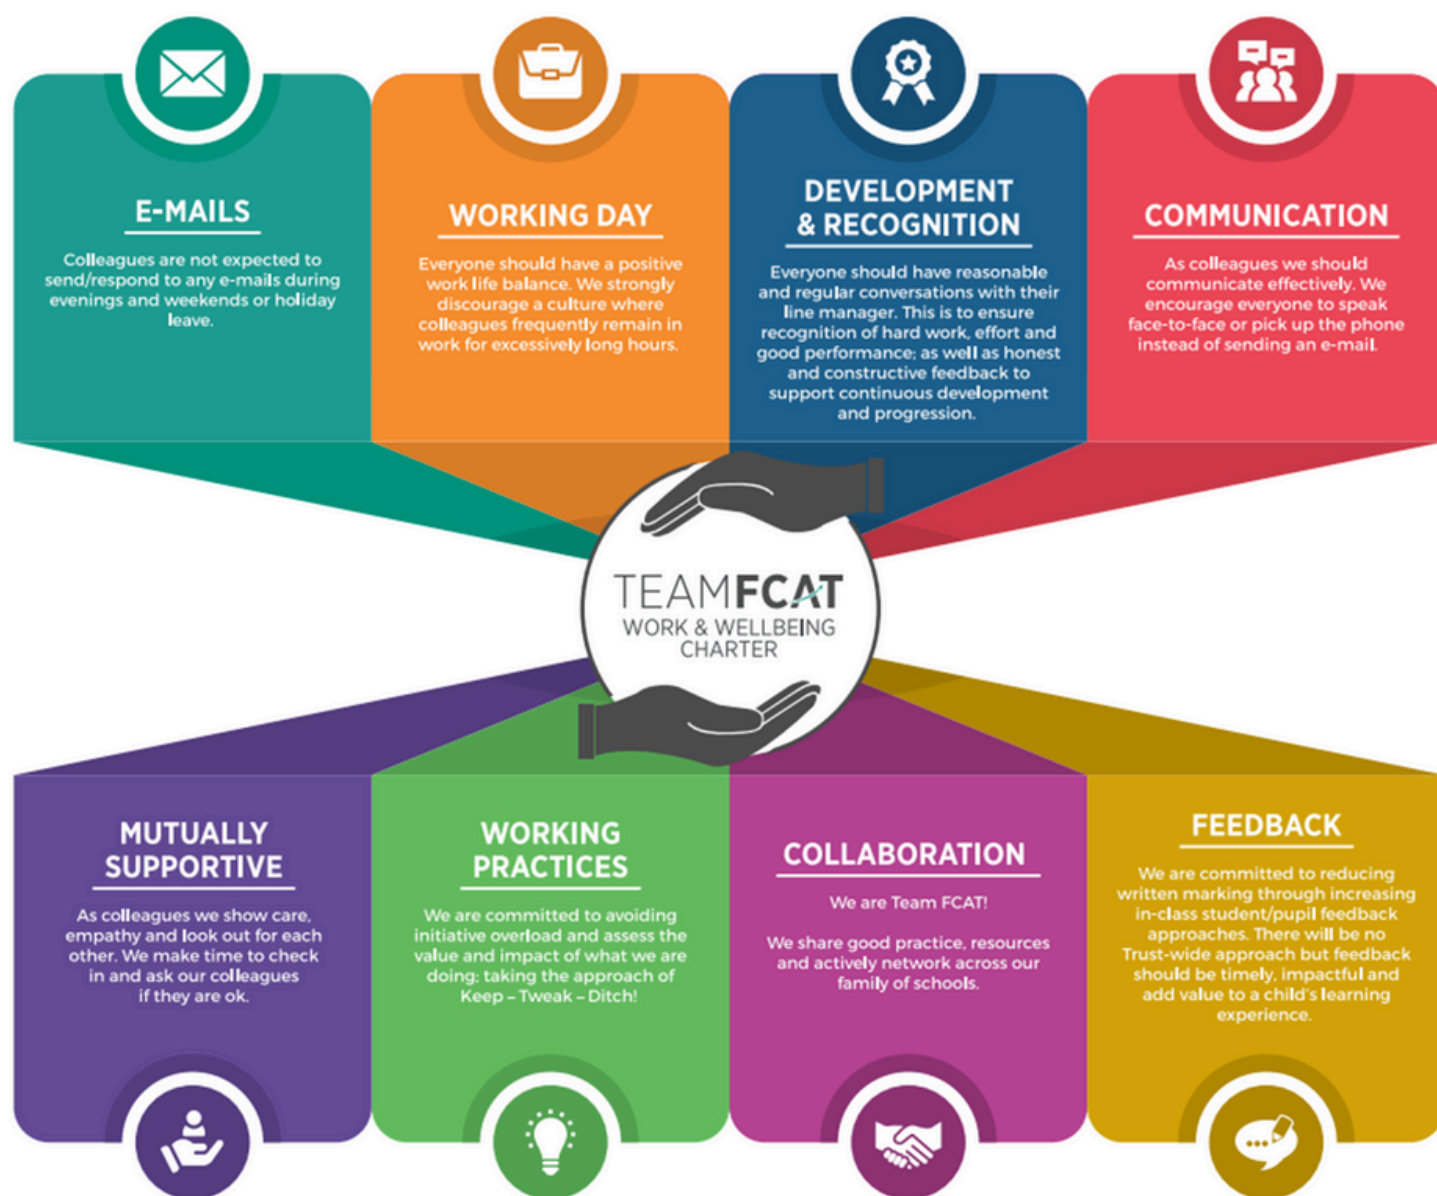 E-MAILS
Colleagues are not expected to
send/respond to any e-mails during
evenings and weekends or holiday
leave.
WORKING DAY
Everyone should have a positive
work life balance. We strongly
discourage a culture where
colleagues frequently remain in
work for excessively long hours.
DEVELOPMENT
& RECOGNITION
Everyone should have reasonable
and regular conversations with their
line manager. This is to ensure
recognition of hard work, effort and
good performance; as well as honest
and constructive feedback to
support continuous development
and progression.
COMMUNICATION
As colleagues we should
communicate effectively. We
encourage everyone to speak
face-to-face or pick up the phone
instead of sending an e-mail.
TEAMFCAT
WORK & WELLBEING
CHARTER
MUTUALLY
SUPPORTIVE
As colleagues we show care,
empathy and look out for each
other. We make time to check
in and ask our colleagues
if they are ok.
WORKING
PRACTICES
We are committed to avoiding
initiative overload and assess the
value and impact of what we are
doing; taking the approach of
Keep – Tweak – Ditch!
COLLABORATION
We are Team FCAT!
We share good practice, resources
and actively network across our
family of schools.
FEEDBACK
We are committed to reducing
written marking through increasing
in-class student/pupil feedback
approaches. There will be no
Trust-wide approach but feedback
should be timely, impactful and
add value to a child's learning
experience.